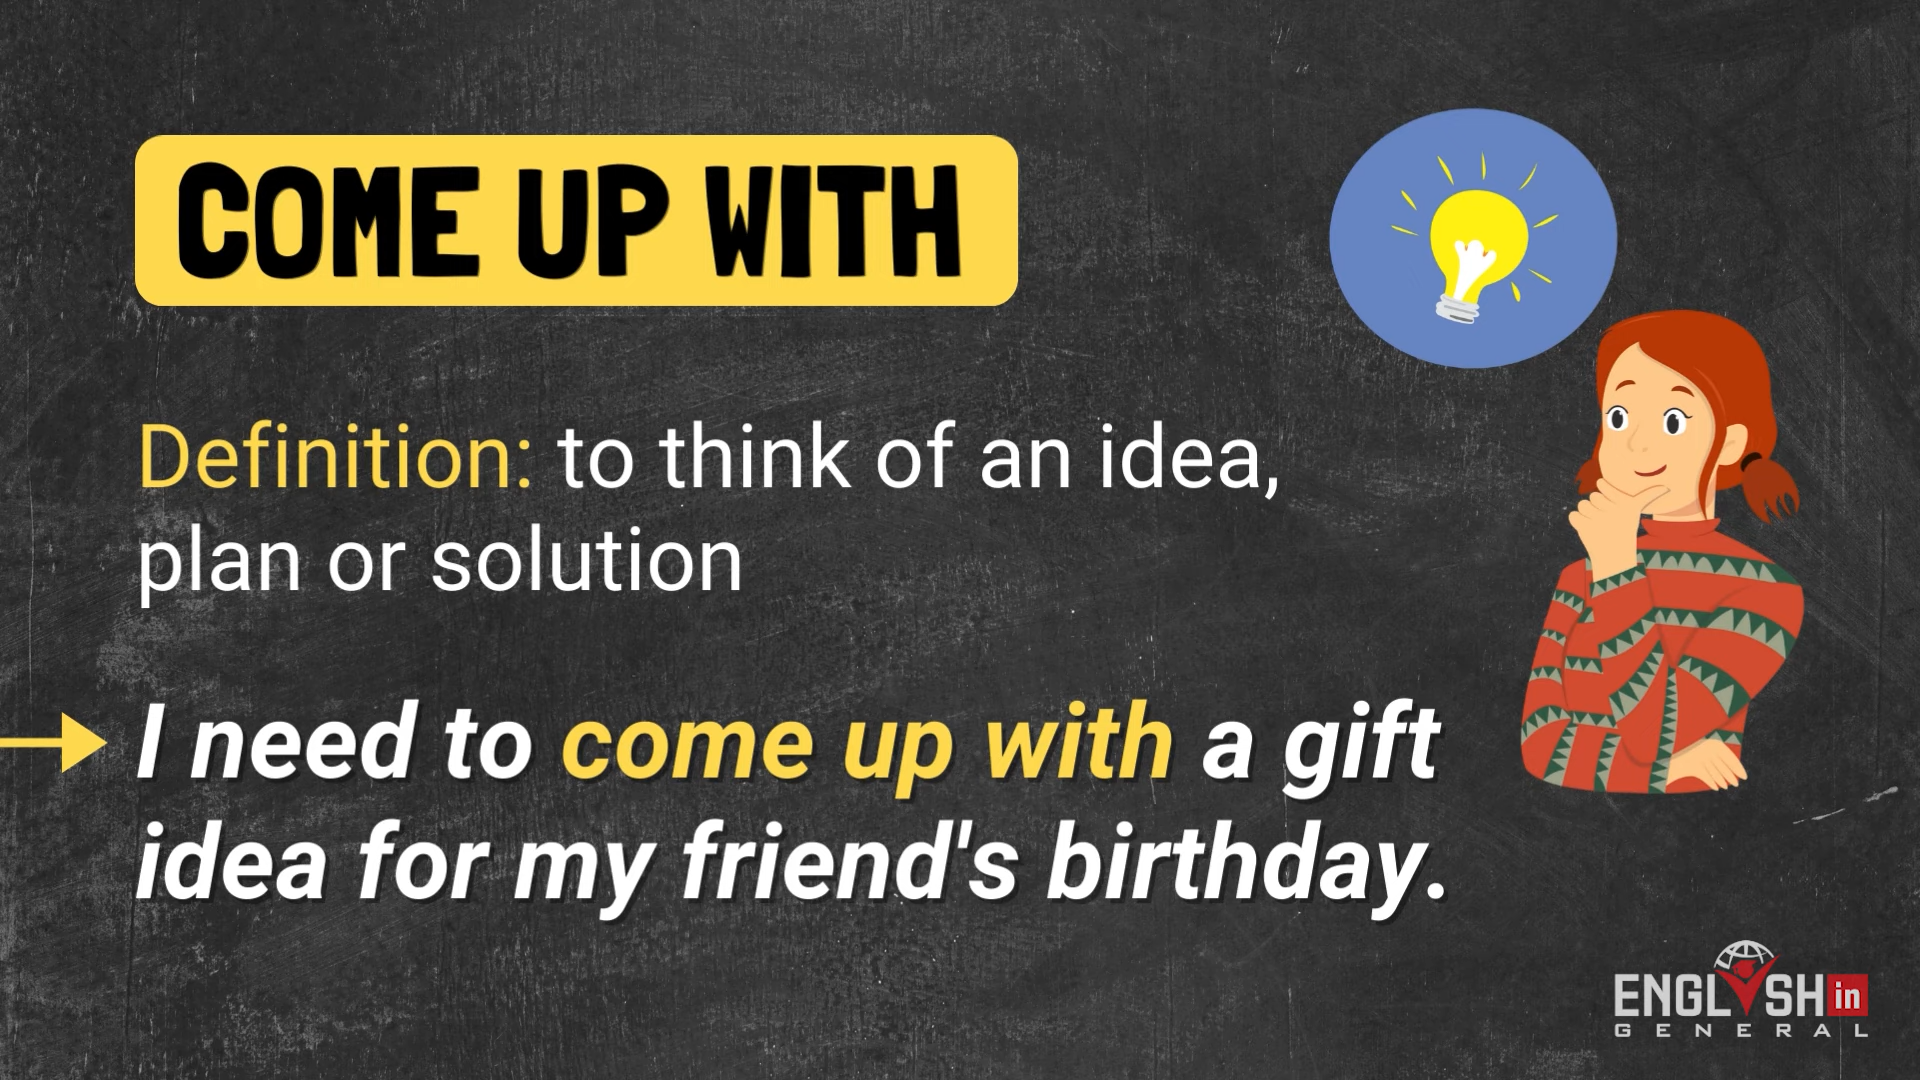 COME UP WITH
Definition: to think of an idea,
plan or solution
I need to come up with a gift
idea for my friend's birthday.
ENGLISH in
GENERAL